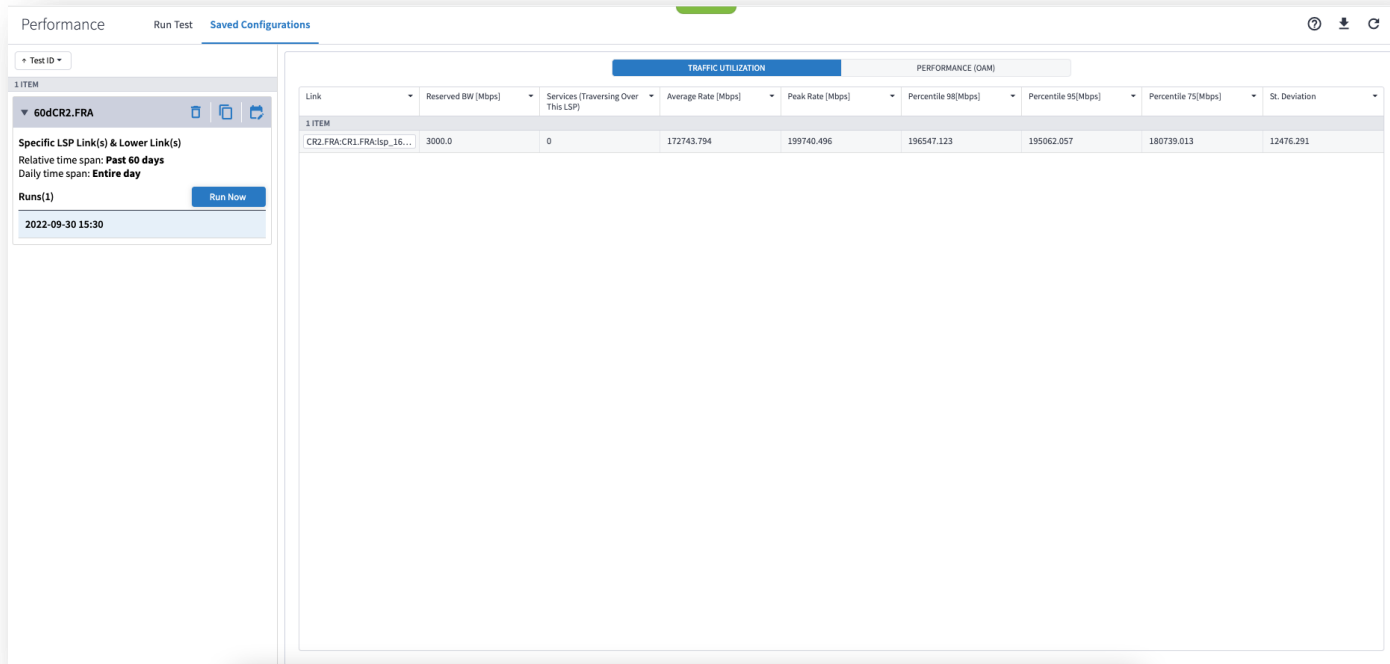 Performance
Run Test
Saved Configurations
+ Test ID
1 ITEM
60dCR2.FRA
Specific LSP Link(s) & Lower Link(s)
Relative time span: Past 60 days
Daily time span: Entire day
Runs(1)
Run Now
2022-09-30 15:30
TRAFFIC UTILIZATION
PERFORMANCE (OAM)
Link
Reserved BW [Mbps]
Services (Traversing Over
This LSP)
Average Rate [Mbps]
Peak Rate [Mbps]
Percentile 98[Mbps]
Percentile 95[Mbps]
Percentile 75[Mbps]
St. Deviation
1 ITEM
CR2.FRA:CR1.FRA:lsp_16...
3000.0
0
172743.794
199740.496
196547.123
195062.057
180739.013
12476.291